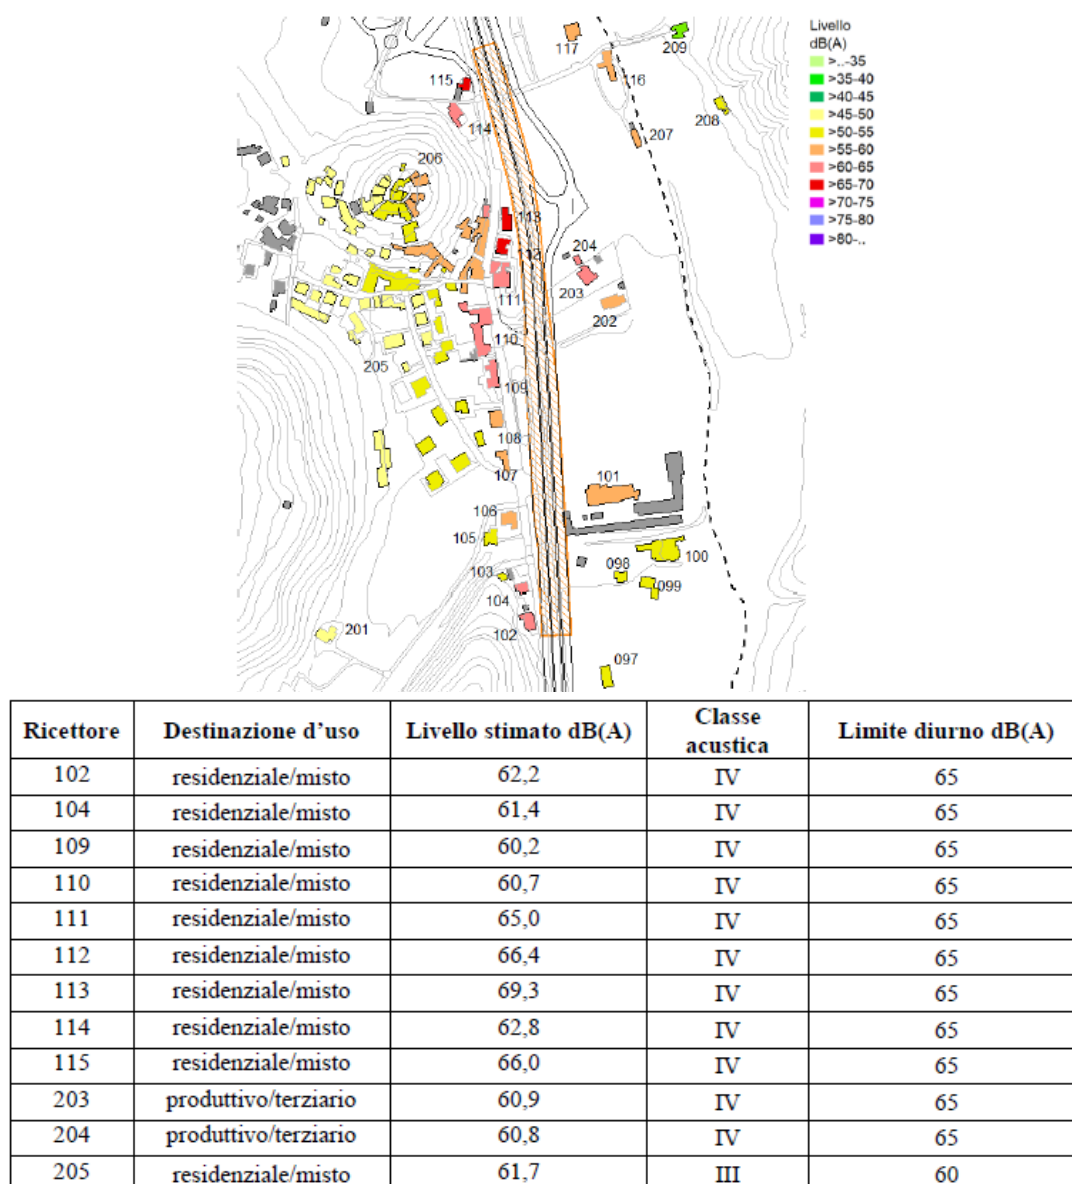 Livello
dB(A)
>..-35
>35-40
>40-45
>45-50
>50-55
>55-60
>60-65
>65-70
>70-75
>75-80
>80-..
117
209
116
115
208
114
207
206
113
204
112
203
111
202
110
205
109
108
107
101
106
105
100
098
103
099
104
201
102
097
Ricettore Destinazione d'uso Livello stimato dB(A) Classe acustica Limite diurno dB(A)
102 residenziale/misto 62,2 IV 65
104 residenziale/misto 61,4 IV 65
109 residenziale/misto 60,2 IV 65
110 residenziale/misto 60,7 IV 65
111 residenziale/misto 65,0 IV 65
112 residenziale/misto 66,4 IV 65
113 residenziale/misto 69,3 IV 65
114 residenziale/misto 62,8 IV 65
115 residenziale/misto 66,0 IV 65
203 produttivo/terziario 60,9 IV 65
204 produttivo/terziario 60,8 IV 65
205 residenziale/misto 61,7 III 60